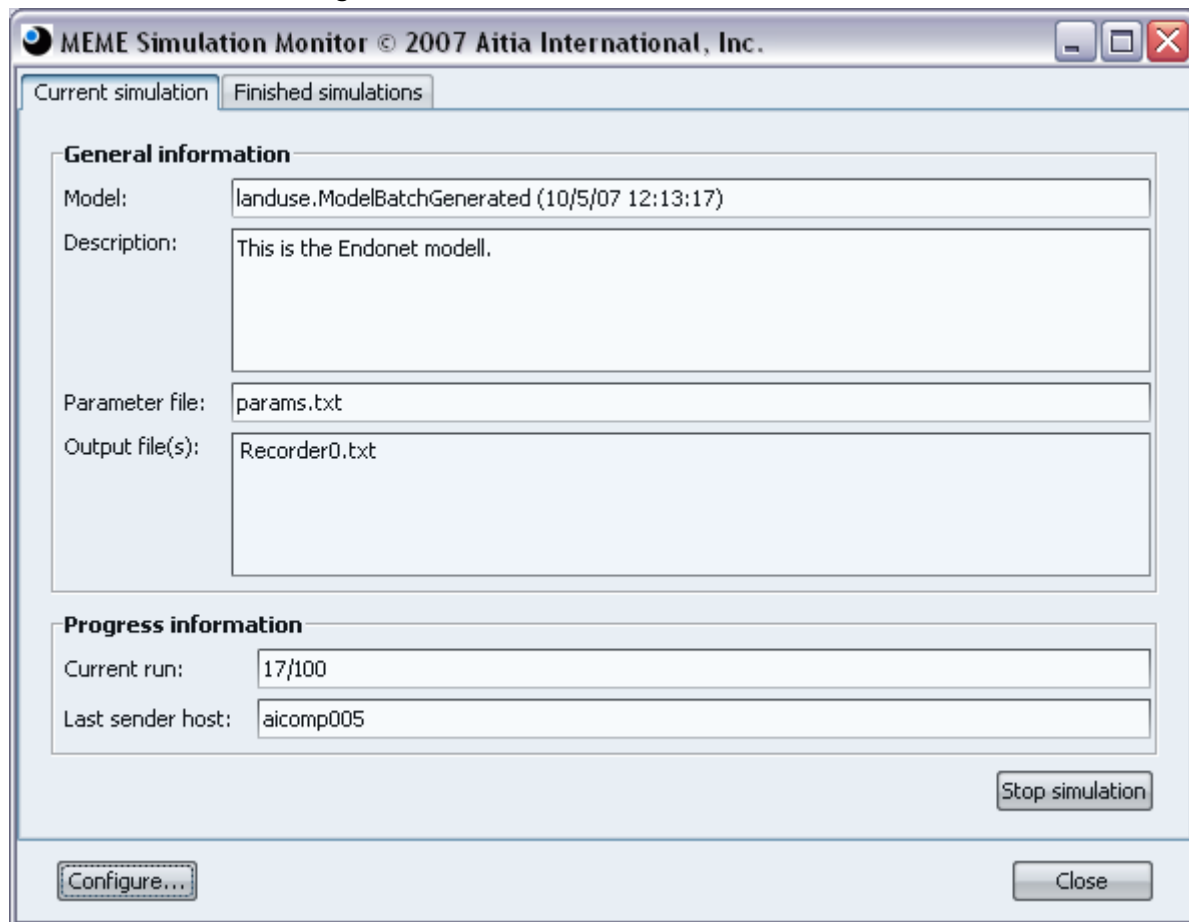 MEME Simulation Monitor © 2007 Aitia International, Inc.
Current simulation Finished simulations
General information
Model: landuse.ModelBatchGenerated (10/5/07 12:13:17)
Description: This is the Endonet modell.
Parameter file: params.txt
Output file(s): Recorder0.txt
Progress information
Current run: 17/100
Last sender host: aicomp005
Stop simulation
Configure... Close